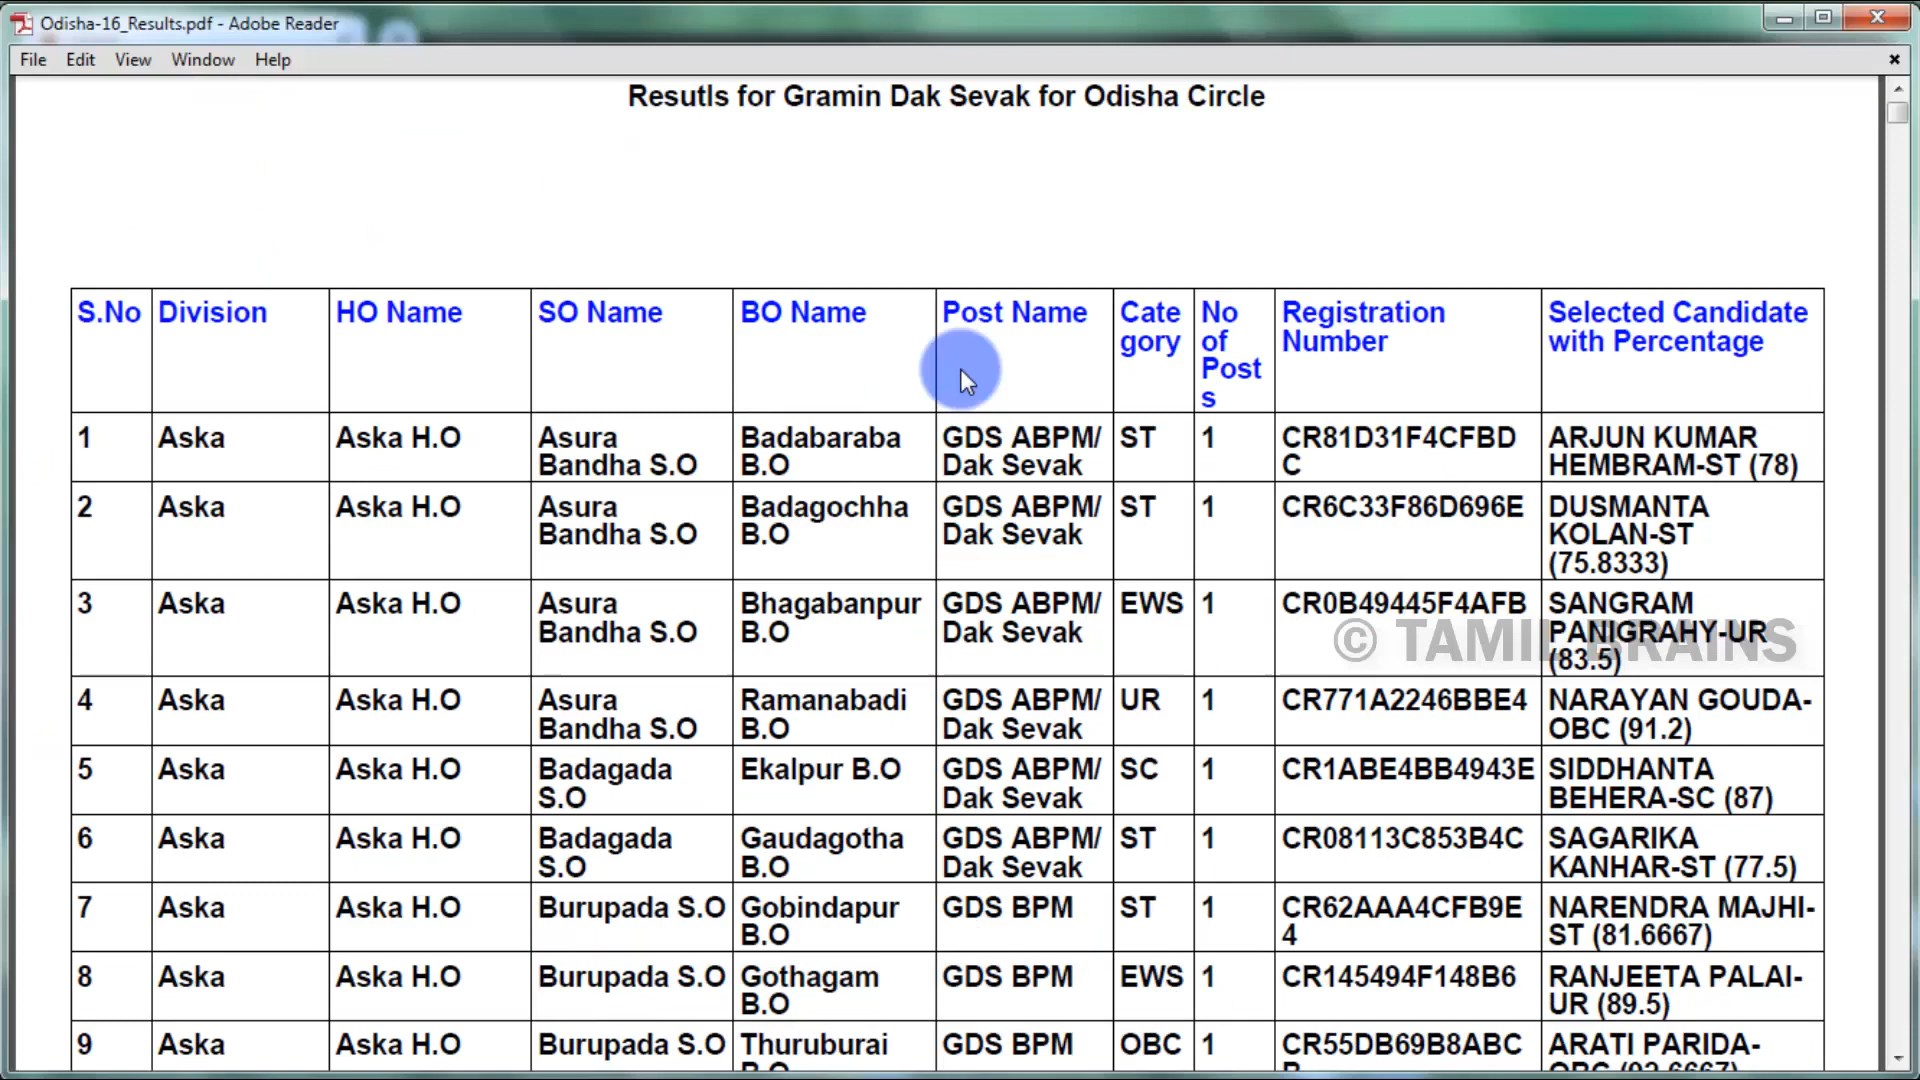 Odisha-16_Results.pdf - Adobe Reader
File Edit View Window Help
Resutls for Gramin Dak Sevak for Odisha Circle
S.No Division HO Name SO Name BO Name Post Name Cate No Registration Selected Candidate
gory of Number with Percentage
Post
s
1 Aska Aska H.O Asura Badabaraba GDS ABPM/ ST 1 CR81D31F4CFBD ARJUN KUMAR
Bandha S.O B.O Dak Sevak C HEMBRAM-ST (78)
2 Aska Aska H.O Asura Badagochha GDS ABPM/ ST 1 CR6C33F86D696E DUSMANTA
Bandha S.O B.O Dak Sevak KOLAN-ST
(75.8333)
3 Aska Aska H.O Asura Bhagabanpur GDS ABPM/ EWS 1 CR0B49445F4AFB SANGRAM
Bandha S.O B.O Dak Sevak PANIGRAHY-UR
(83.5)
© TAMIL BRAINS
4 Aska Aska H.O Asura Ramanabadi GDS ABPM/ UR 1 CR771A2246BBE4 NARAYAN GOUDA-
Bandha S.O B.O Dak Sevak OBC (91.2)
5 Aska Aska H.O Badagada Ekalpur B.O GDS ABPM/ SC 1 CR1ABE4BB4943E SIDDHANTA
S.O Dak Sevak BEHERA-SC (87)
6 Aska Aska H.O Badagada Gaudagotha GDS ABPM/ ST 1 CR08113C853B4C SAGARIKA
S.O B.O Dak Sevak KANHAR-ST (77.5)
7 Aska Aska H.O Burupada S.O Gobindapur GDS BPM ST 1 CR62AAA4CFB9E NARENDRA MAJHI-
B.O 4 ST (81.6667)
8 Aska Aska H.O Burupada S.O Gothagam GDS BPM EWS 1 CR145494F148B6 RANJEETA PALAI-
B.O UR (89.5)
9 Aska Aska H.O Burupada S.O Thuruburai GDS BPM OBC 1 CR55DB69B8ABC ARATI PARIDA-